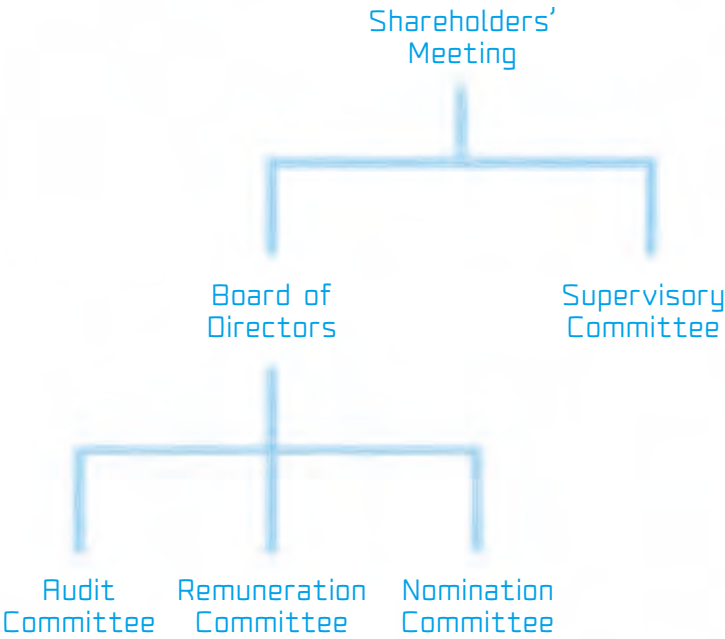 Shareholders'
Meeting
Board of
Directors
Supervisory
Committee
Audit
Committee
Remuneration
Committee
Nomination
Committee